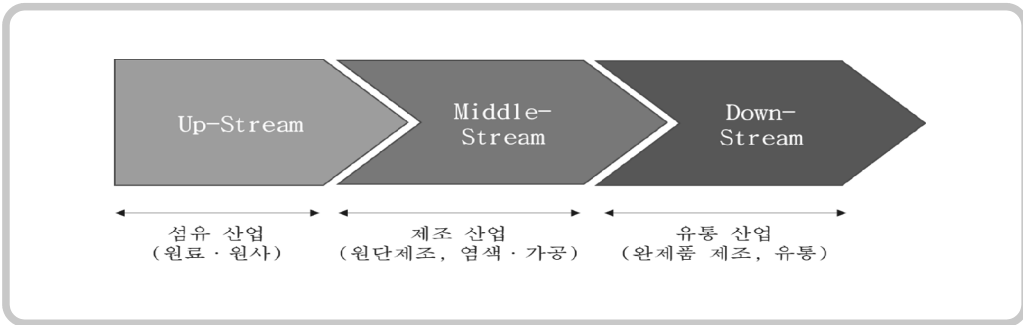 Up-Stream
Middle-
Stream
Down-
Stream
섬유 산업
(원료·원사)
제조 산업
(원단제조, 염색·가공)
유통 산업
(완제품 제조, 유통)